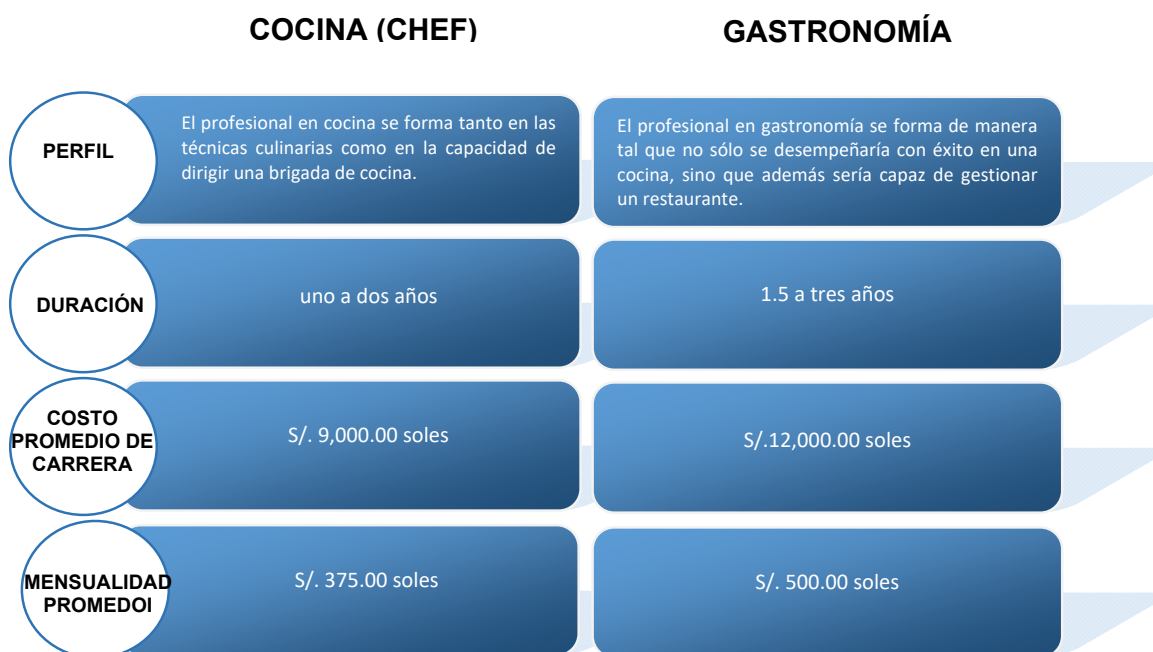 COCINA (CHEF)
GASTRONOMÍA
PERFIL
El profesional en cocina se forma tanto en las
técnicas culinarias como en la capacidad de
dirigir una brigada de cocina.
El profesional en gastronomía se forma de manera
tal que no sólo se desempeñaría con éxito en una
cocina, sino que además sería capaz de gestionar
un restaurante.
DURACIÓN
uno a dos años
1.5 a tres años
COSTO
PROMEDIO DE
CARRERA
S/. 9,000.00 soles
S/.12,000.00 soles
MENSUALIDAD
PROMEDOI
S/. 375.00 soles
S/. 500.00 soles